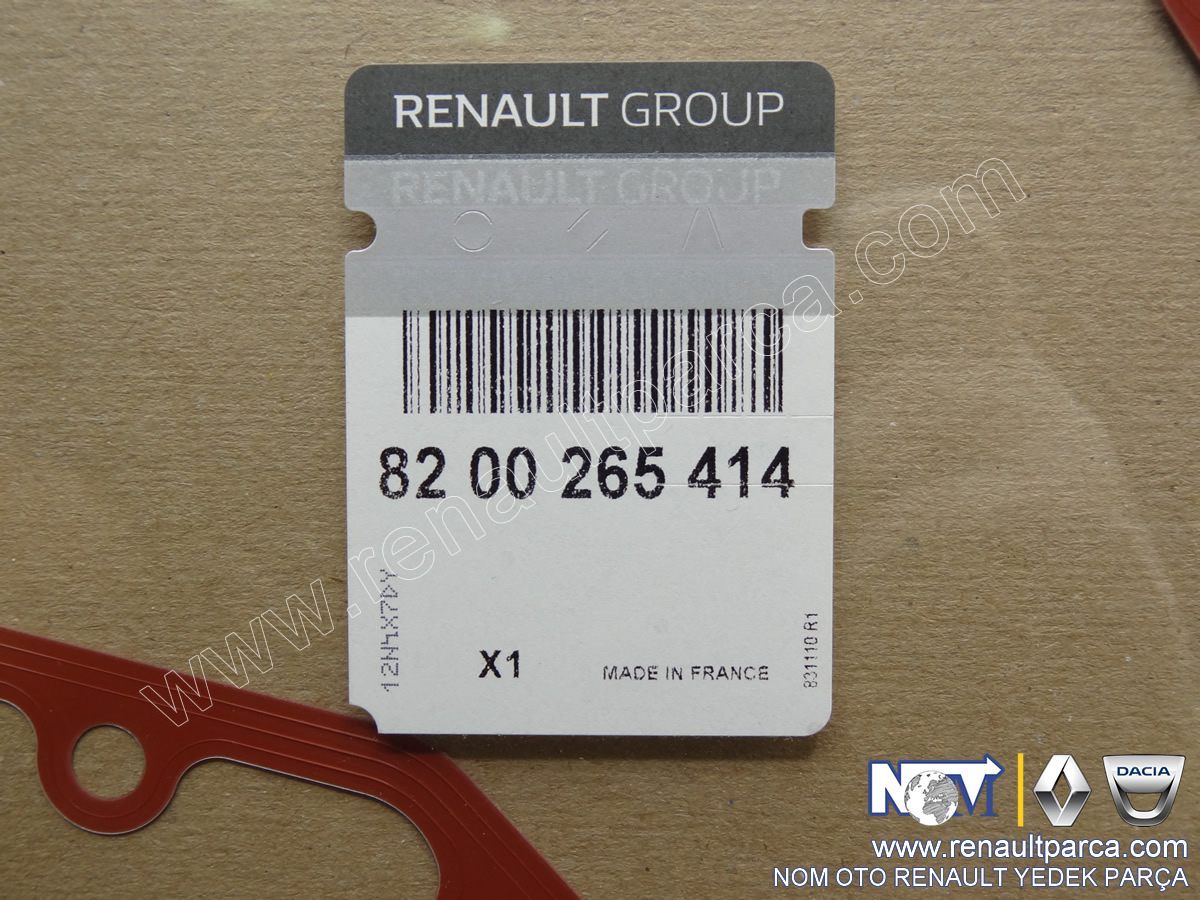 RENAULT GROUP
RENAULT GROUP
82 00 265 414
12N4X7DY
X1
MADE IN FRANCE
831110 R1
www.renaultparca.com
NOM
DACIA
www.renaultparca.com
NOM OTO RENAULT YEDEK PARÇA